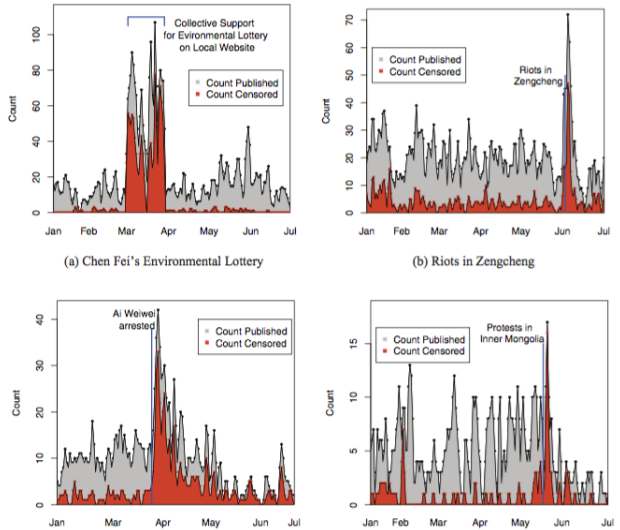 Collective Support
for Evironmental Lottery
on Local Website
Count Published
Count Censored
Count
0
20
40
60
80
100
Jan Feb Mar Apr May Jun Jul
(a) Chen Fei's Environmental Lottery
Riots in
Zengcheng
Count Published
Count Censored
Count
0
10
20
30
40
50
60
70
Jan Feb Mar Apr May Jun Jul
(b) Riots in Zengcheng
Ai Weiwei
arrested
Count Published
Count Censored
Count
0
10
20
30
40
Jan Mar Apr May Jun Jul
Protests in
Inner Mongolia
Count Published
Count Censored
Count
0
5
10
15
Jan Feb Mar Apr May Jun Jul